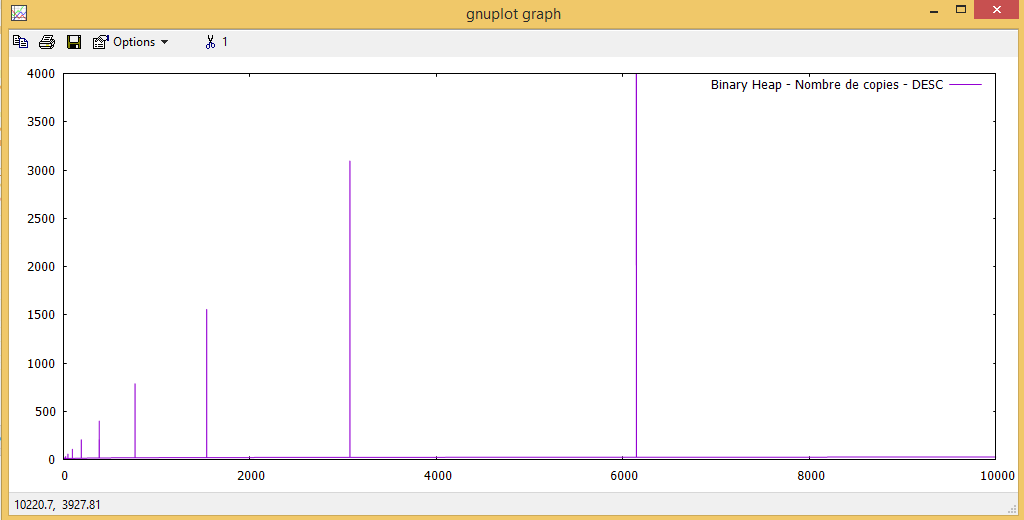 gnuplot graph
Options 1
4000 Binary Heap - Nombre de copies - DESC
3500
3000
2500
2000
1500
1000
500
0
0 2000 4000 6000 8000 10000
10220.7, 3927.81